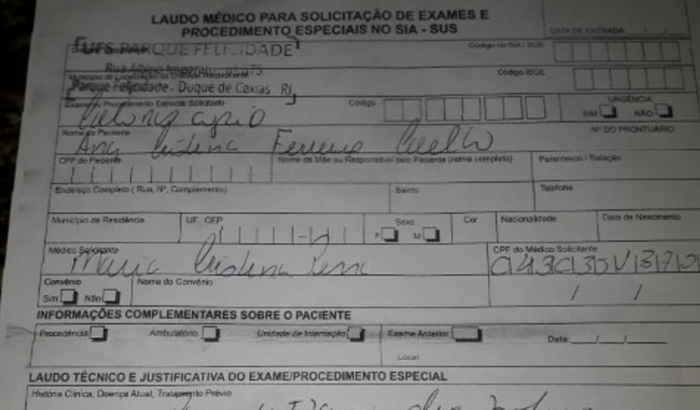 LAUDO MÉDICO PARA SOLICITAÇÃO DE EXAMES E
PROCEDIMENTO ESPECIAIS NO SIA - SUS
DATA DE ENTRADA: / /
UFS PARQUE FELICIDADE
Código no SIA / SUS
Rua Albino Imparato
Parque Felicidade - Duque de Caxias RJ
Código IBGE
Exame / Procedimento Especial Solicitado
Código
URGÊNCIA
SIM NÃO
Nome do Paciente
Nº DO PRONTUÁRIO
Ana Cristina Ferreira Coelho
CPF do Paciente
Nome da Mãe ou Responsável pelo Paciente (nome completo)
Parentesco / Relação
Endereço Completo ( Rua, Nº, Complemento)
Bairro
Telefone
Município de Residência
UF
CEP
Sexo
F M
Cor
Nacionalidade
Data de Nascimento
Médico Solicitante
Maria Cristina
CPF do Médico Solicitante
Convênio
Sim Não
Nome do Convênio
/ /
INFORMAÇÕES COMPLEMENTARES SOBRE O PACIENTE
Procedência
Ambulatório
Unidade de Internação
Exame Anterior
Data: / /
Local:
LAUDO TÉCNICO E JUSTIFICATIVA DO EXAME/PROCEDIMENTO ESPECIAL
História Clínica, Doença Atual, Tratamento Prévio